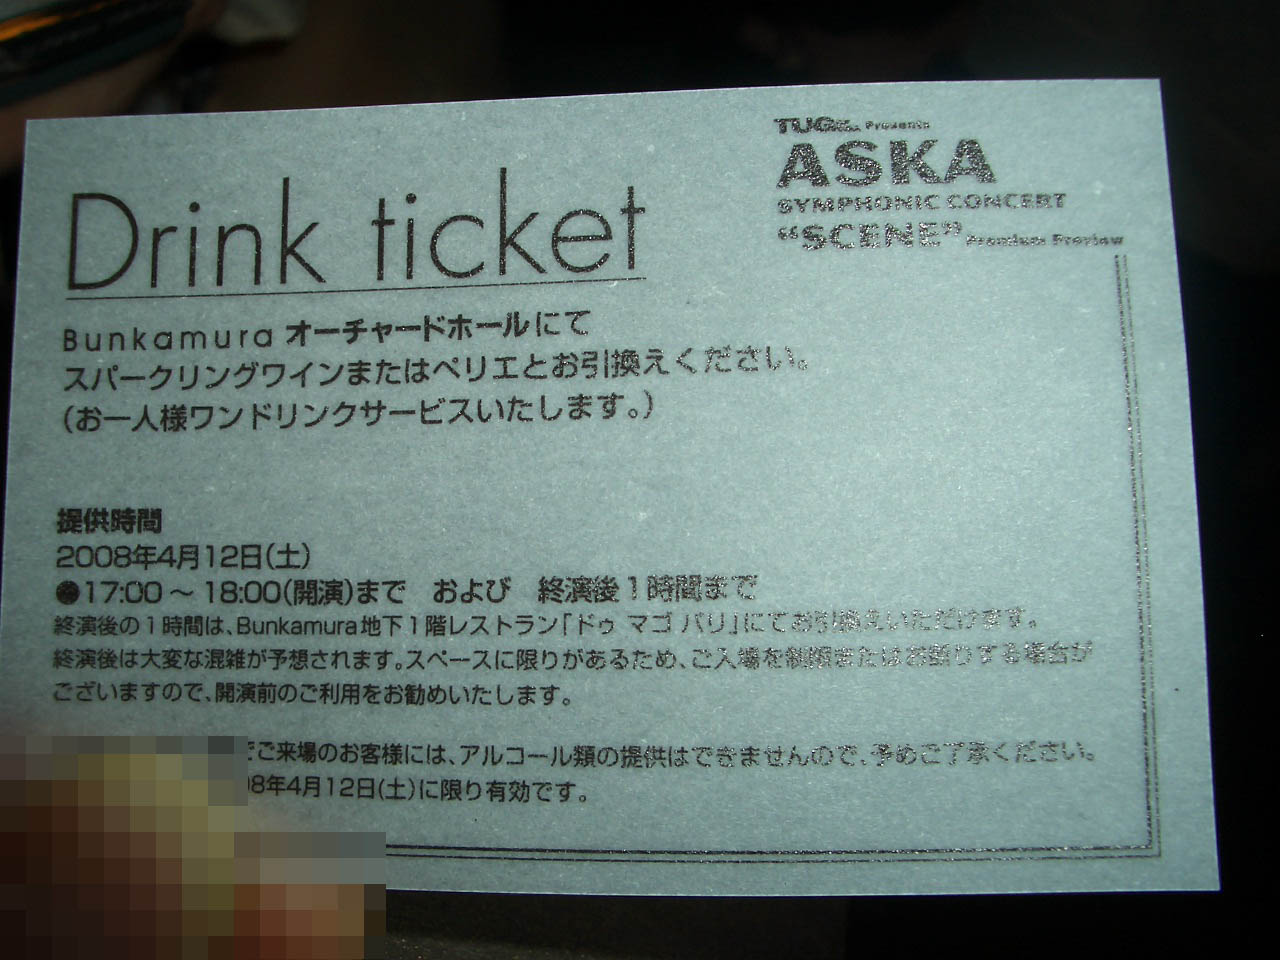 TUG Presents
ASKA
SYMPHONIC CONCERT
“SCENE” Premium Preview
Drink ticket
Bunkamura オーチャードホールにて
スパークリングワインまたはペリエとお引換えください。
(お一人様ワンドリンクサービスいたします。)
提供時間
2008年4月12日(土)
●17:00～18:00(開演)まで おより 終演後1時間まで
終演後の1時間は、Bunkamura地下1階レストラン「ドゥ マゴ パリ」にてお引換えいただけます。
終演後は大変な混雑が予想されます。スペースに限りがあるため、ご入場を制限またはお断りする場合が
ございますので、開演前のご利用をお勧めいたします。
でご来場のお客様には、アルコール類の提供はできませんので、予めご了承ください。
08年4月12日(土)に限り有効です。